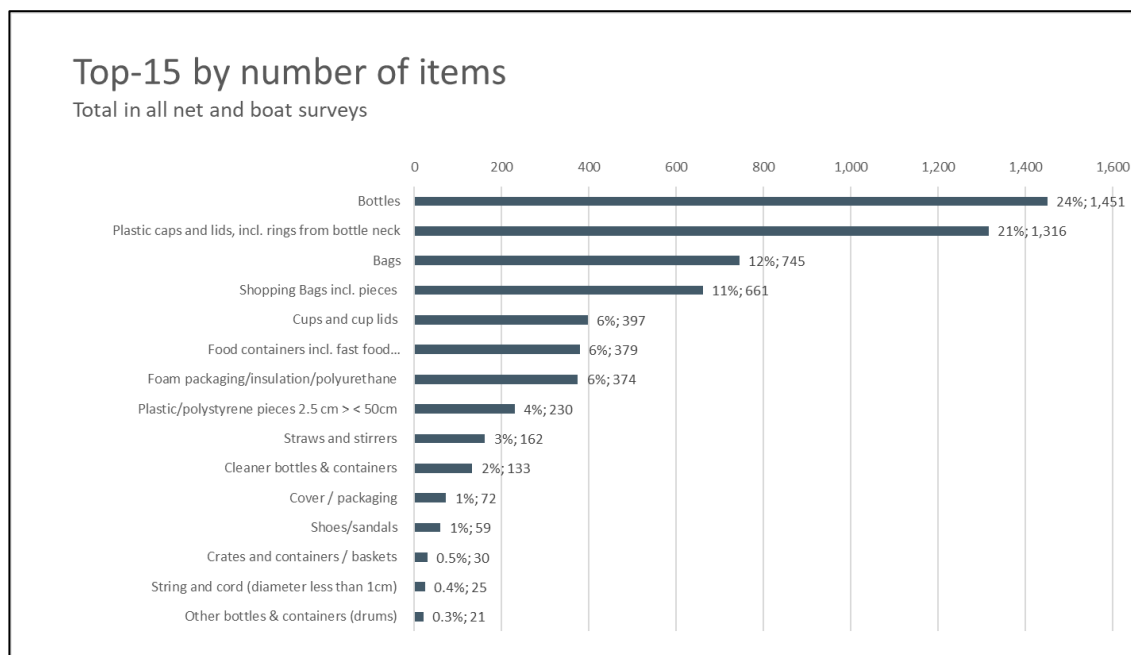 Top-15 by number of items
Total in all net and boat surveys
0 200 400 600 800 1,000 1,200 1,400 1,600
Bottles 24%; 1,451
Plastic caps and lids, incl. rings from bottle neck 21%; 1,316
Bags 12%; 745
Shopping Bags incl. pieces 11%; 661
Cups and cup lids 6%; 397
Food containers incl. fast food... 6%; 379
Foam packaging/insulation/polyurethane 6%; 374
Plastic/polystyrene pieces 2.5 cm > < 50cm 4%; 230
Straws and stirrers 3%; 162
Cleaner bottles & containers 2%; 133
Cover / packaging 1%; 72
Shoes/sandals 1%; 59
Crates and containers / baskets 0.5%; 30
String and cord (diameter less than 1cm) 0.4%; 25
Other bottles & containers (drums) 0.3%; 21